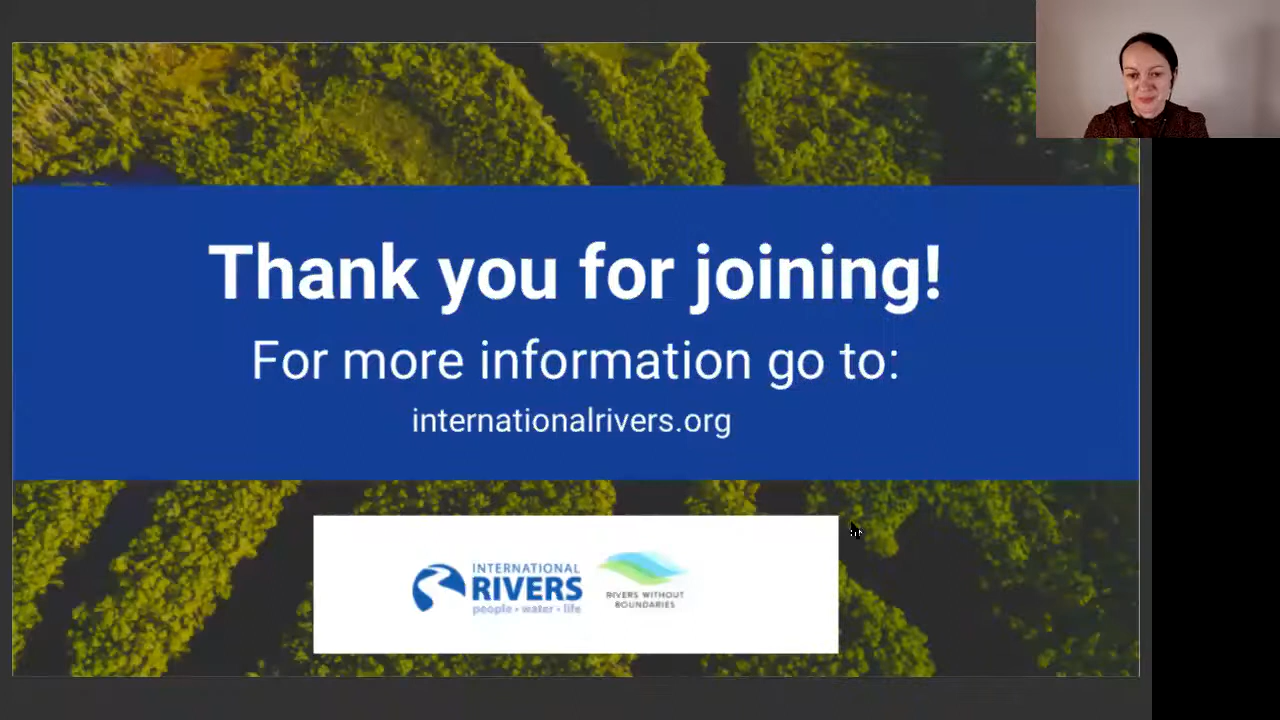 Thank you for joining!
For more information go to:
internationalrivers.org
INTERNATIONAL
RIVERS
people • water • life
RIVERS WITHOUT
BOUNDARIES